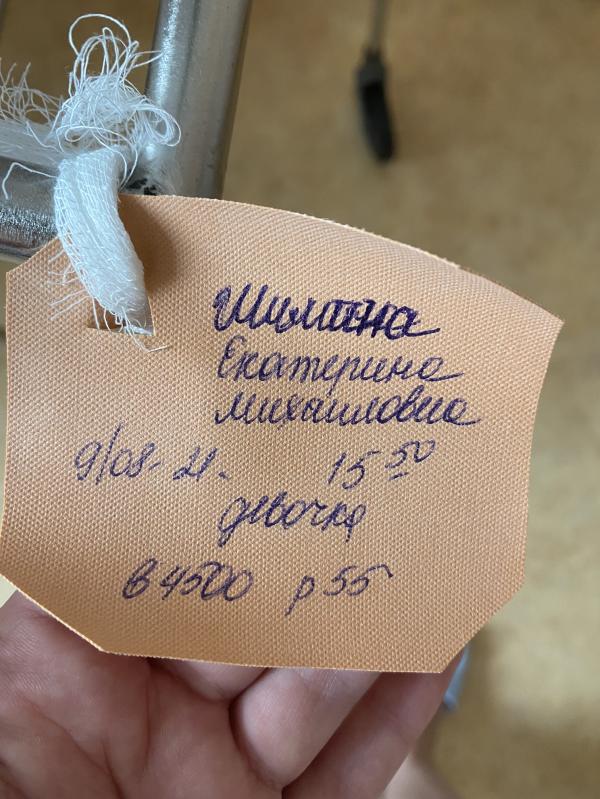 Екатерина
Михайловна
9/08-21. 15 50
девочка
в 4500 р 55